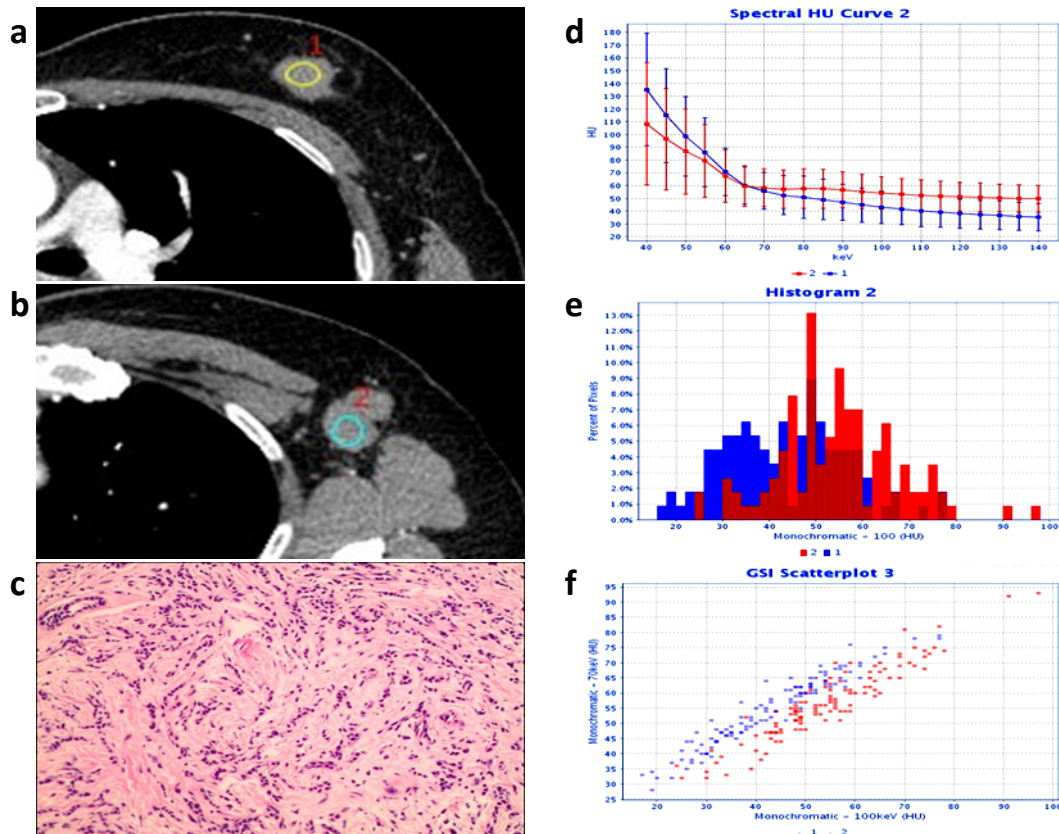 a
1
b
2
c
d
Spectral HU Curve 2
HU
180
170
160
150
140
130
120
110
100
90
80
70
60
50
40
30
20
40 50 60 70 80 90 100 110 120 130 140
keV
2 1
e
Histogram 2
Percent of Pixels
13.0%
12.0%
11.0%
10.0%
9.0%
8.0%
7.0%
6.0%
5.0%
4.0%
3.0%
2.0%
1.0%
0.0%
20 30 40 50 60 70 80 90 100
Monochromatic - 100 (HU)
2 1
f
GSI Scatterplot 3
Monochromatic - 70keV (HU)
95
90
85
80
75
70
65
60
55
50
45
40
35
30
25
20 30 40 50 60 70 80 90 100
Monochromatic - 100keV (HU)
1 2